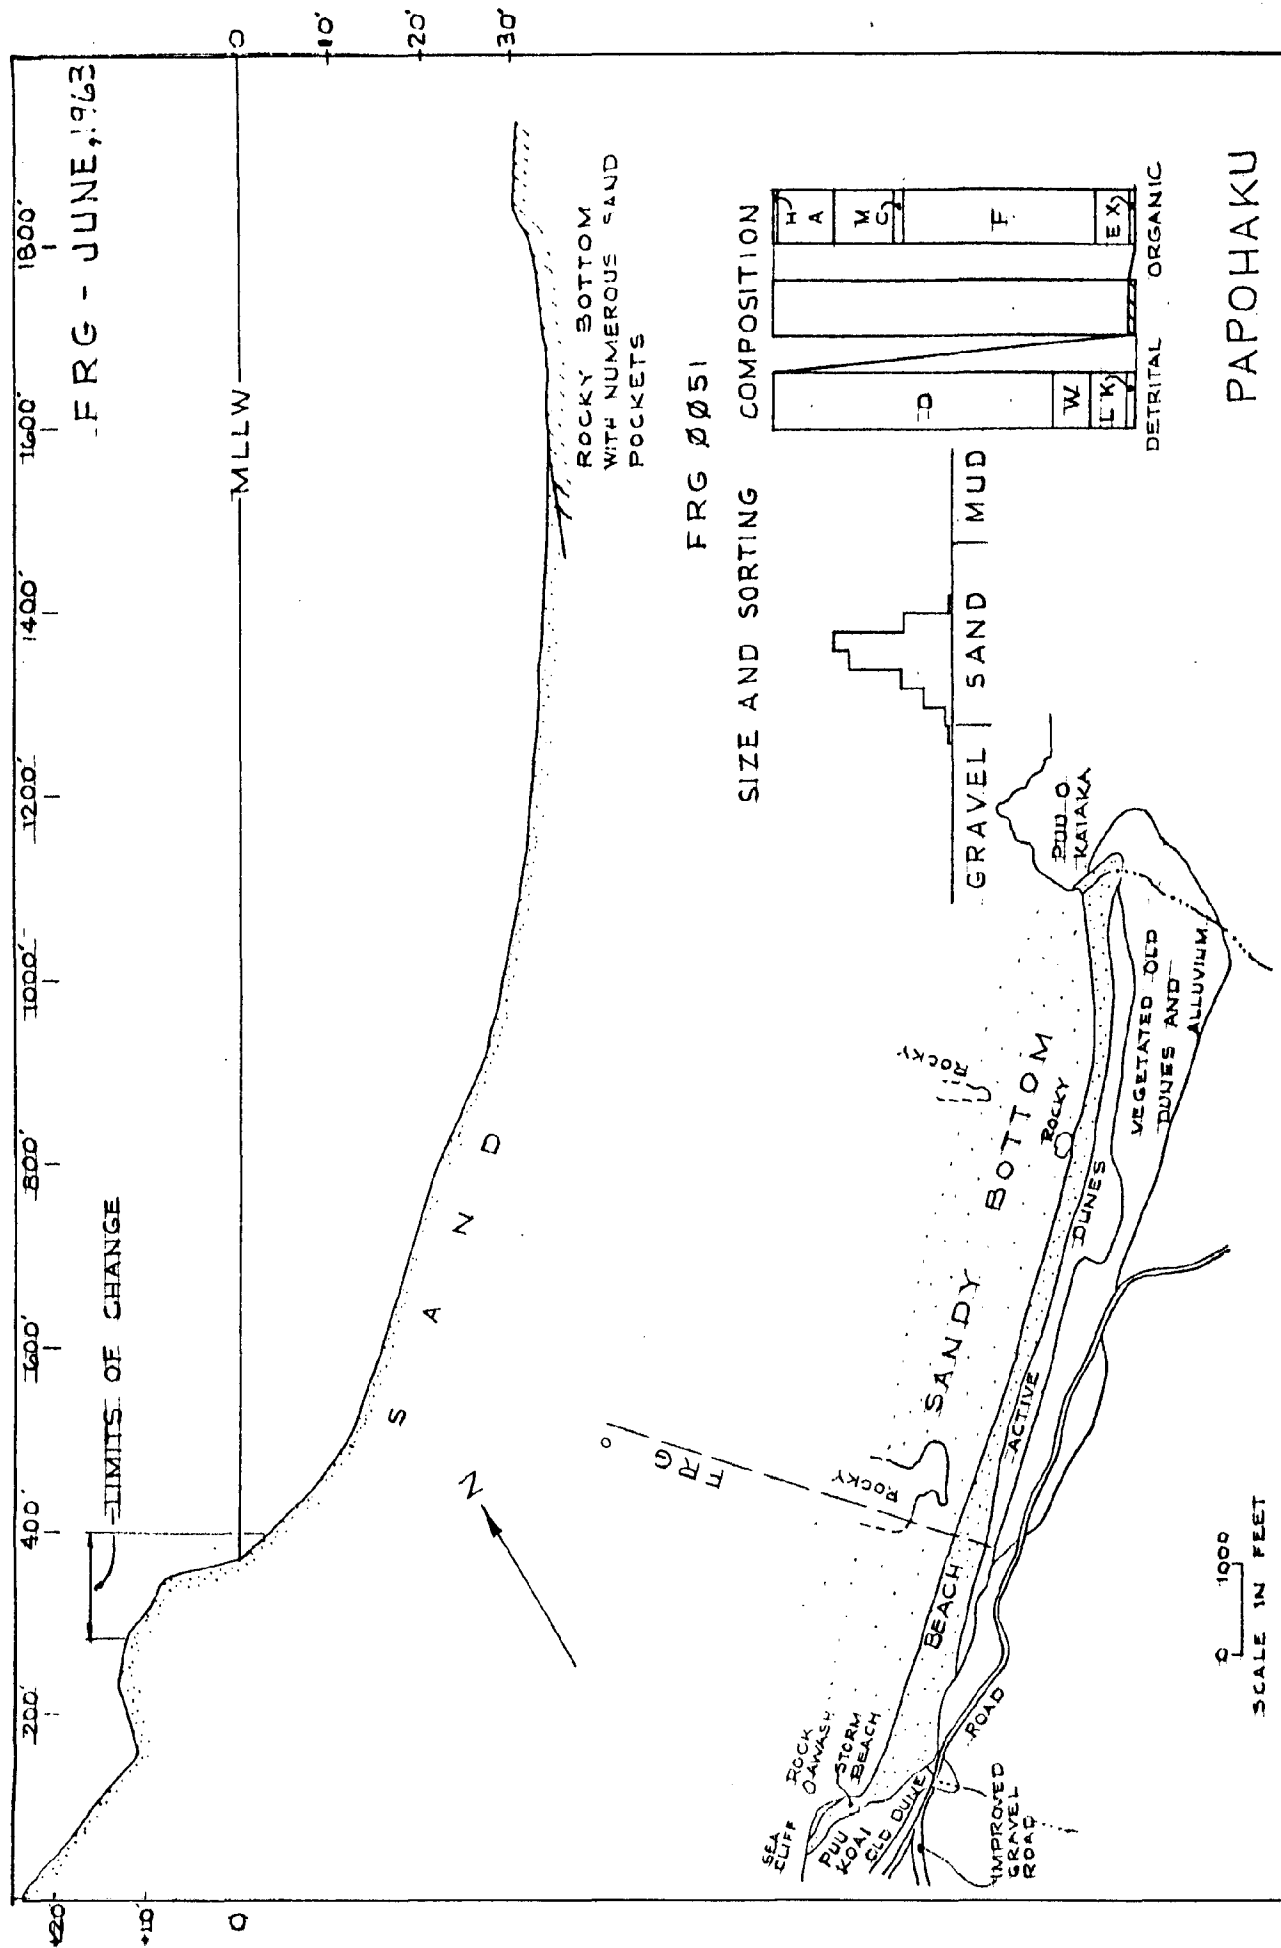 200'
400'
600'
800'
1000'
1200'
1400'
1600'
1800'
LIMITS OF CHANGE
FRG - JUNE, 1963
+20'
+10'
0
MLLW
0
10'
20'
30'
SAND
ROCKY BOTTOM
WITH NUMEROUS SAND
POCKETS
N
FRG ØØ51
SIZE AND SORTING
COMPOSITION
GRAVEL
SAND
MUD
D
W
L
K
H
A
M
C
F
E
X
DETRITAL
ORGANIC
FRG
ROCKY
SANDY BOTTOM
ROCKY
ROCKY
PUU O
KAIAKA
SEA
CLIFF
ROCK
OAWASH
STORM
BEACH
PUU
KOAI
OLD DUNE
BEACH
ACTIVE DUNES
VEGETATED OLD
DUNES AND
ALLUVIUM
ROAD
IMPROVED
GRAVEL
ROAD
0 1000
SCALE IN FEET
PAPOHAKU